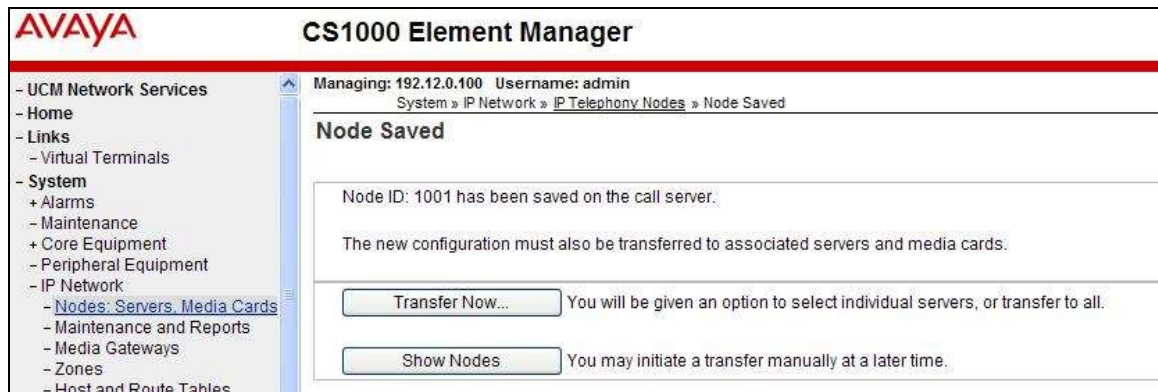 AVAYA
CS1000 Element Manager
- UCM Network Services
- Home
- Links
- Virtual Terminals
- System
+ Alarms
- Maintenance
+ Core Equipment
- Peripheral Equipment
- IP Network
- Nodes: Servers, Media Cards
- Maintenance and Reports
- Media Gateways
- Zones
- Host and Route Tables
Managing: 192.12.0.100 Username: admin
System » IP Network » IP Telephony Nodes » Node Saved
Node Saved
Node ID: 1001 has been saved on the call server.
The new configuration must also be transferred to associated servers and media cards.
Transfer Now... You will be given an option to select individual servers, or transfer to all.
Show Nodes You may initiate a transfer manually at a later time.